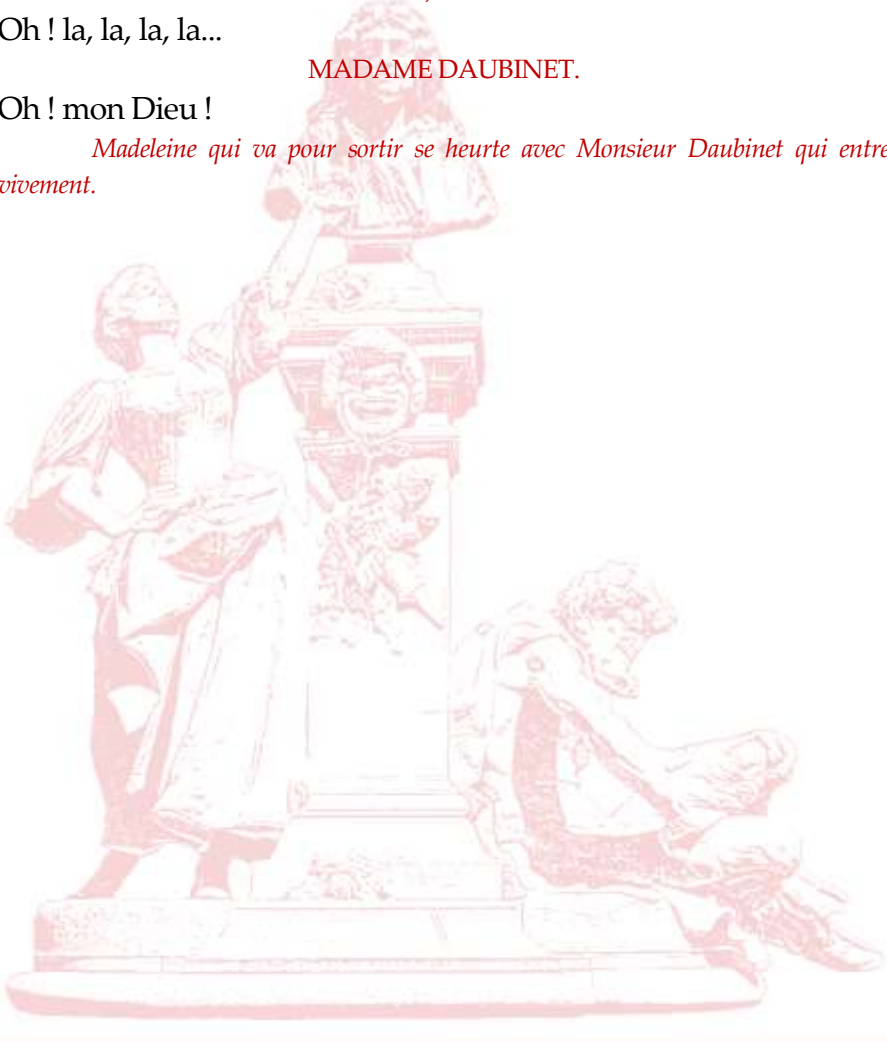 Oh ! la, la, la, la...
MADAME DAUBINET.
Oh ! mon Dieu !
Madeleine qui va pour sortir se heurte avec Monsieur Daubinet qui entre
vivement.